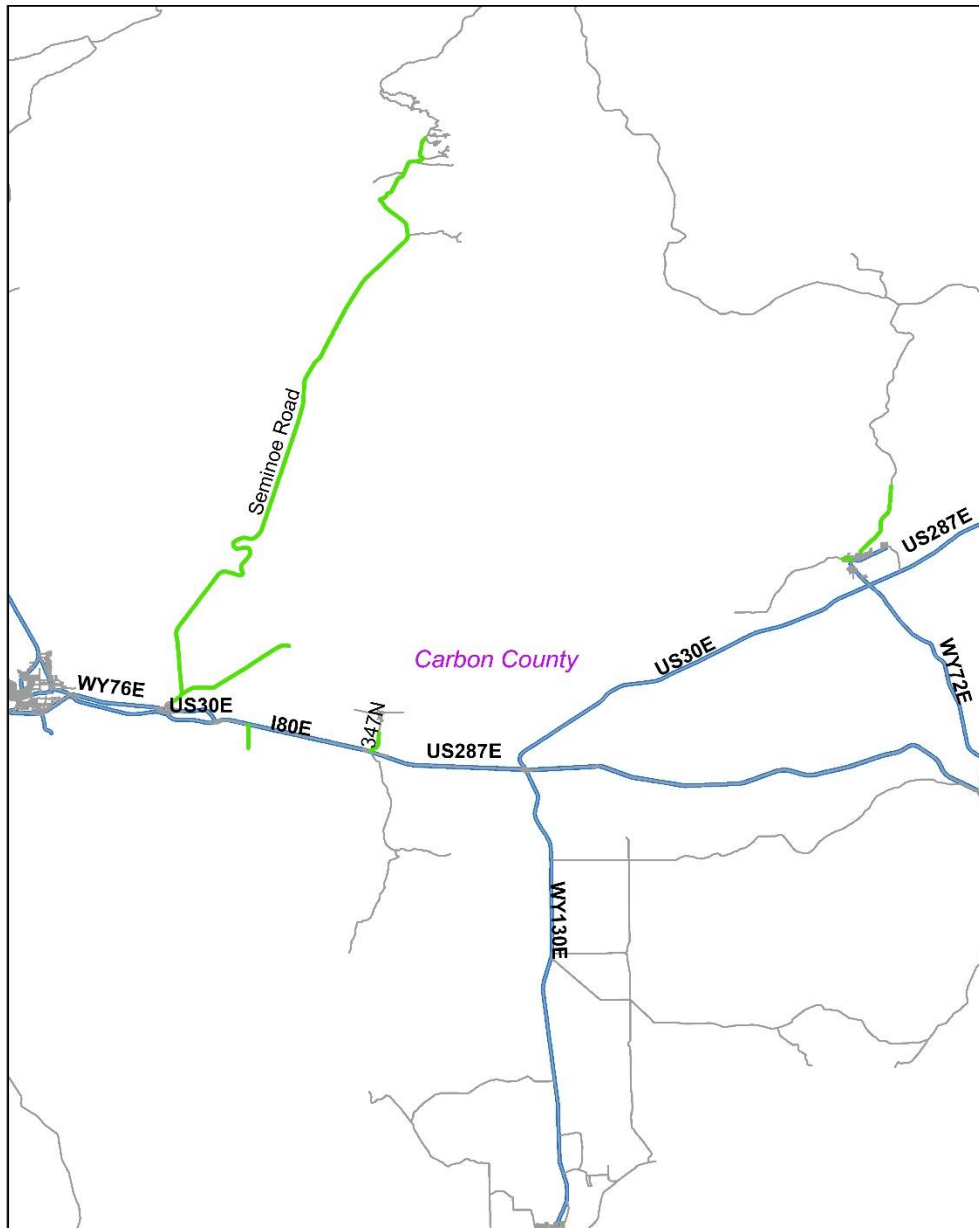 Seminoe Road
US287E
Carbon County
US30E
WY72E
WY76E
US30E
I80E
347N
US287E
WY130E